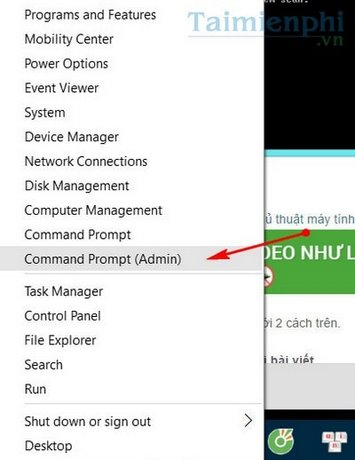 Programs and Features
Mobility Center
Power Options
Event Viewer
System
Device Manager
Network Connections
Disk Management
Computer Management
Command Prompt
Command Prompt (Admin)
Task Manager
Control Panel
File Explorer
Search
Run
Shut down or sign out
Desktop
ew scan.
Taimienphi
.vn
ủ thuật máy tính
DEO NHƯ L
ới 2 cách trên.
i bài viết